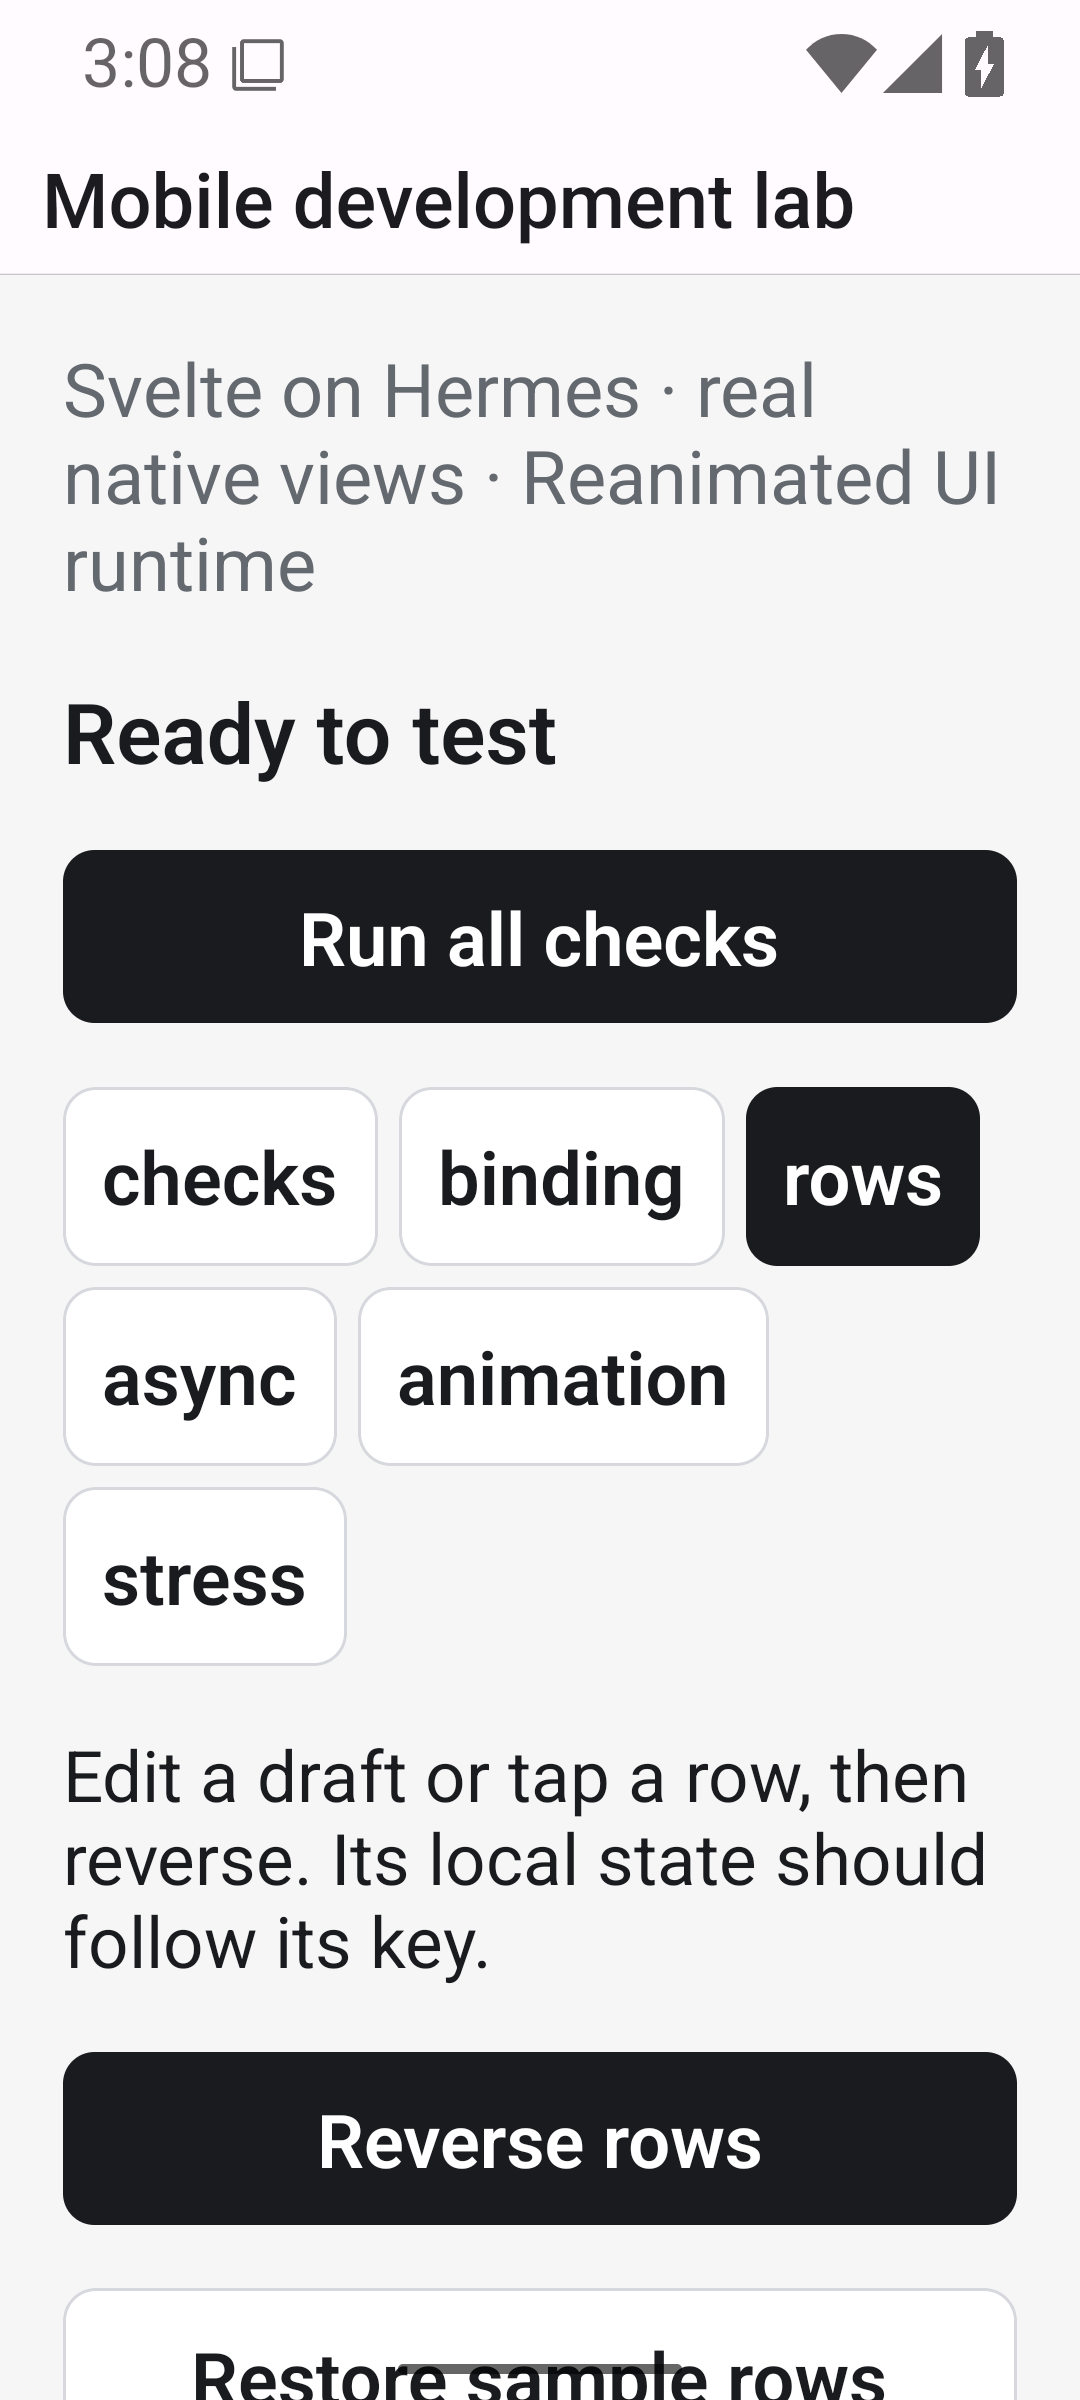 3:08
Mobile development lab
Svelte on Hermes · real
native views · Reanimated UI
runtime
Ready to test
Run all checks
checks
binding
rows
async
animation
stress
Edit a draft or tap a row, then
reverse. Its local state should
follow its key.
Reverse rows
Restore sample rows